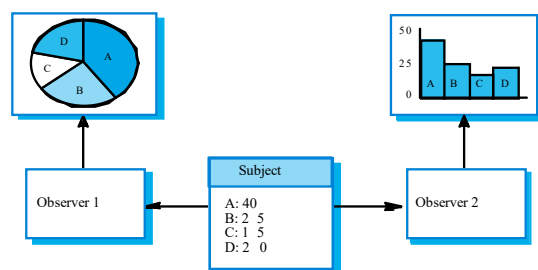 D
A
C
B
50
25
0
A B C D
Subject
Observer 1
A: 40
B: 2 5
C: 1 5
D: 2 0
Observer 2